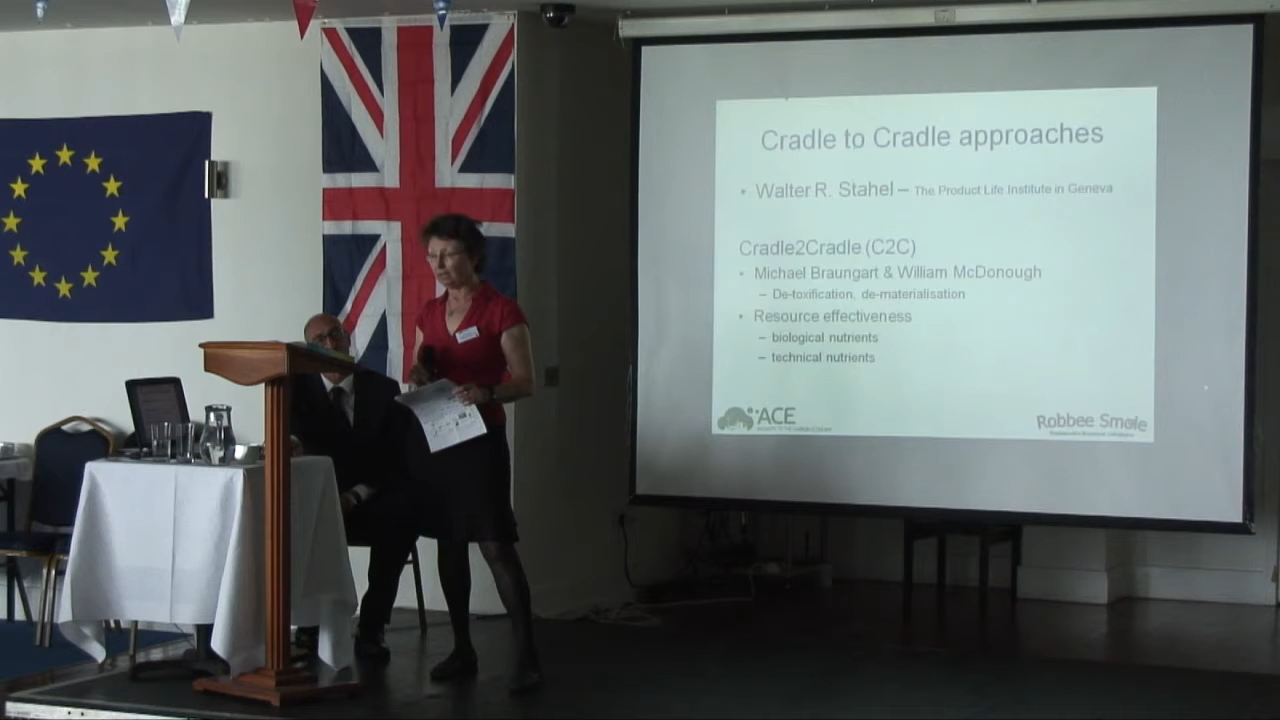 Cradle to Cradle approaches
• Walter R. Stahel – The Product Life Institute in Geneva
Cradle2Cradle (C2C)
• Michael Braungart & William McDonough
– De-toxification, de-materialisation
• Resource effectiveness
– biological nutrients
– technical nutrients
ACE
Robbee Smole